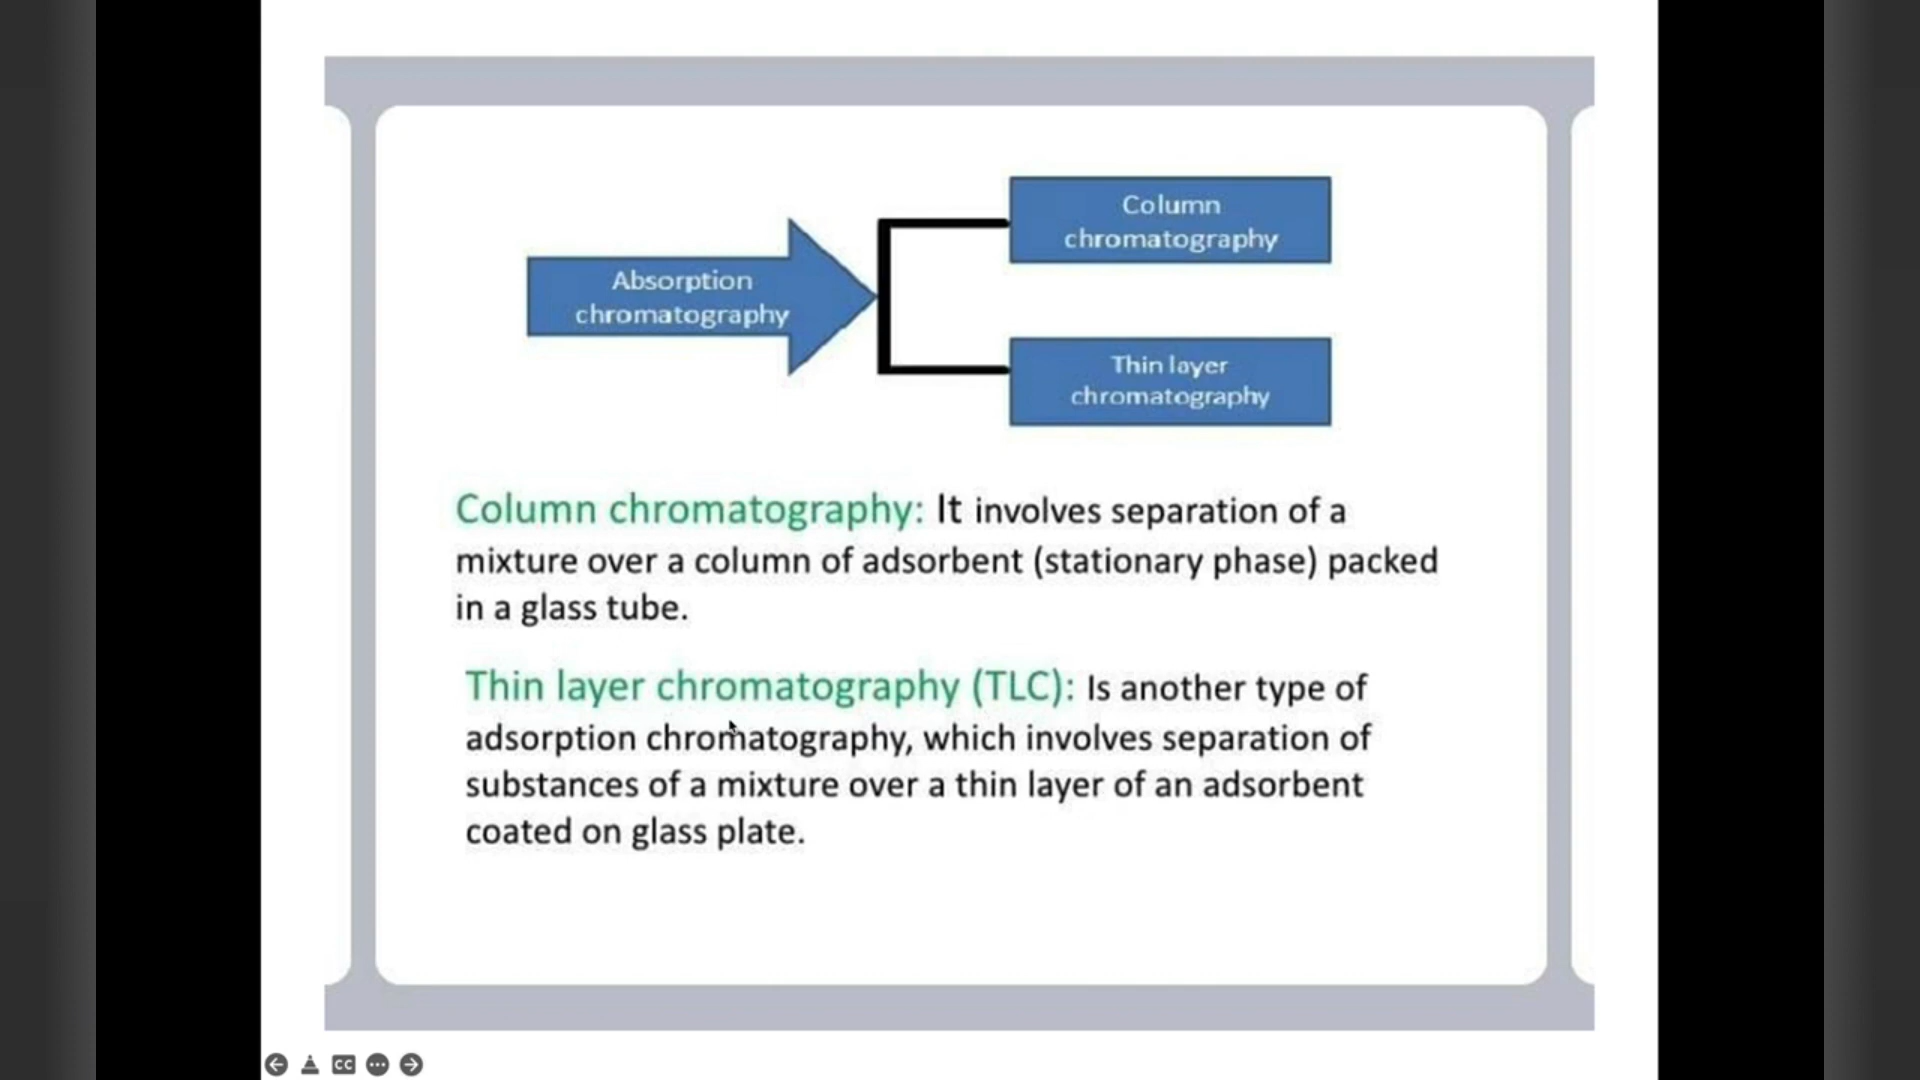 Absorption
chromatography
Column
chromatography
Thin layer
chromatography
Column chromatography: It involves separation of a
mixture over a column of adsorbent (stationary phase) packed
in a glass tube.
Thin layer chromatography (TLC): Is another type of
adsorption chromatography, which involves separation of
substances of a mixture over a thin layer of an adsorbent
coated on glass plate.
CC